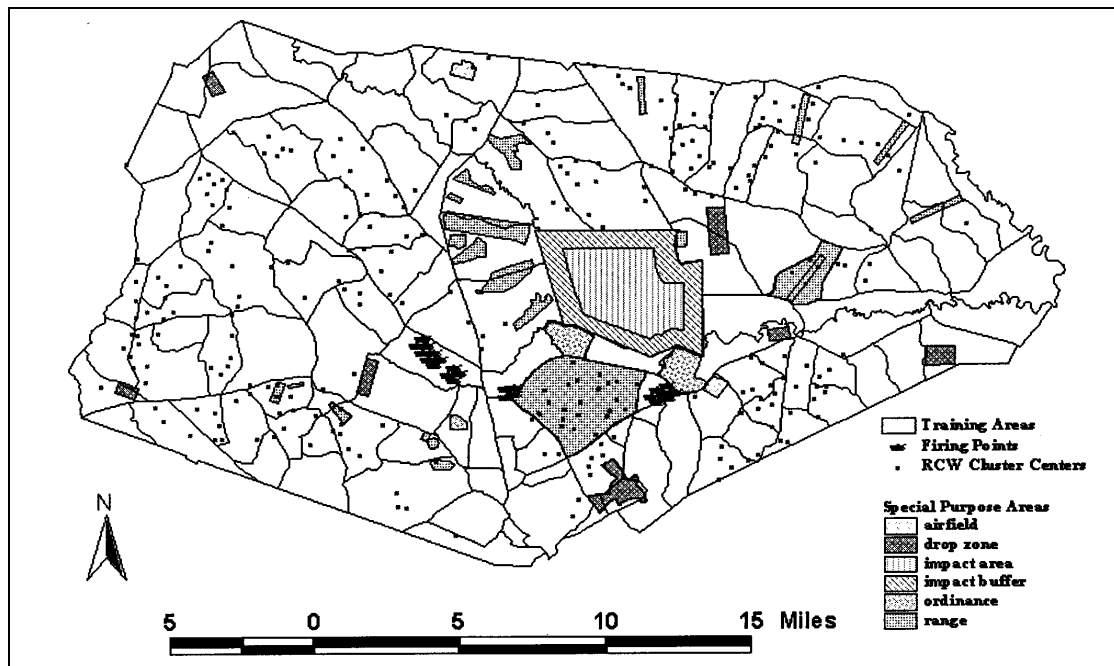 Training Areas
Firing Points
RCW Cluster Centers
N
Special Purpose Areas
airfield
drop zone
impact area
impact buffer
ordinance
range
5 0 5 10 15 Miles